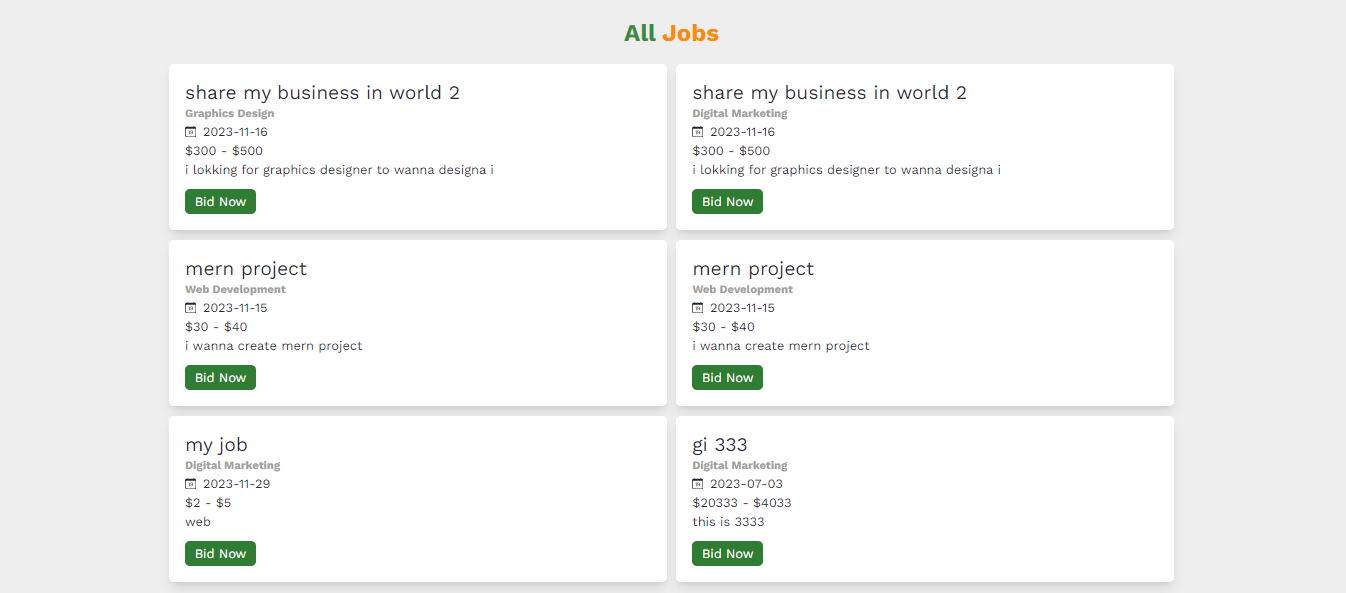 All Jobs
share my business in world 2
Graphics Design
2023-11-16
$300 - $500
i lokking for graphics designer to wanna designa i
Bid Now
share my business in world 2
Digital Marketing
2023-11-16
$300 - $500
i lokking for graphics designer to wanna designa i
Bid Now
mern project
Web Development
2023-11-15
$30 - $40
i wanna create mern project
Bid Now
mern project
Web Development
2023-11-15
$30 - $40
i wanna create mern project
Bid Now
my job
Digital Marketing
2023-11-29
$2 - $5
web
Bid Now
gi 333
Digital Marketing
2023-07-03
$20333 - $4033
this is 3333
Bid Now